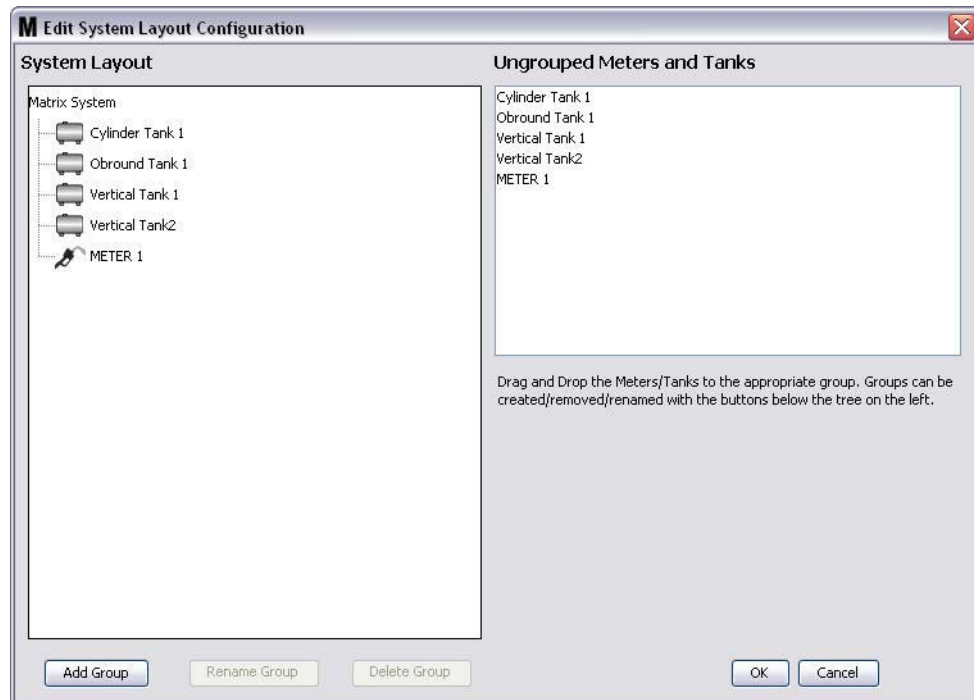 M Edit System Layout Configuration
System Layout
Matrix System
Cylinder Tank 1
Obround Tank 1
Vertical Tank 1
Vertical Tank2
METER 1
Ungrouped Meters and Tanks
Cylinder Tank 1
Obround Tank 1
Vertical Tank 1
Vertical Tank2
METER 1
Drag and Drop the Meters/Tanks to the appropriate group. Groups can be
created/removed/renamed with the buttons below the tree on the left.
Add Group Rename Group Delete Group OK Cancel